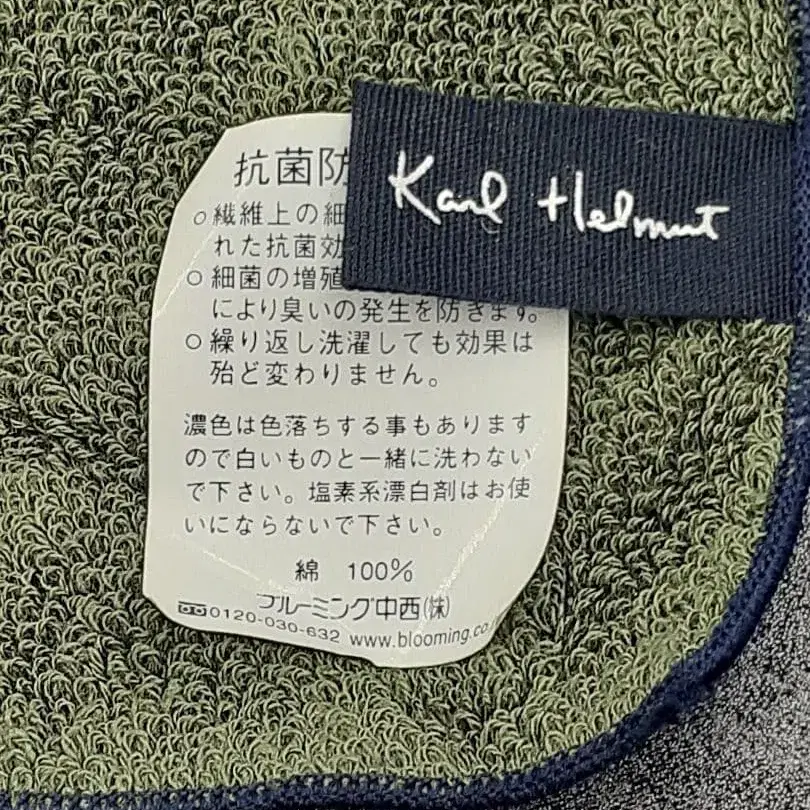 抗菌防
Karl Helmut
○繊維上の細
れた抗菌効
○細菌の増殖
により臭いの発生を防ぎます。
○繰り返し洗濯しても効果は
殆ど変わりません。
濃色は色落ちする事もあります
ので白いものと一緒に洗わない
で下さい。塩素系漂白剤はお使
いにならないで下さい。
綿 100%
ブルーミング中西(株)
0120-030-632 www.blooming.co